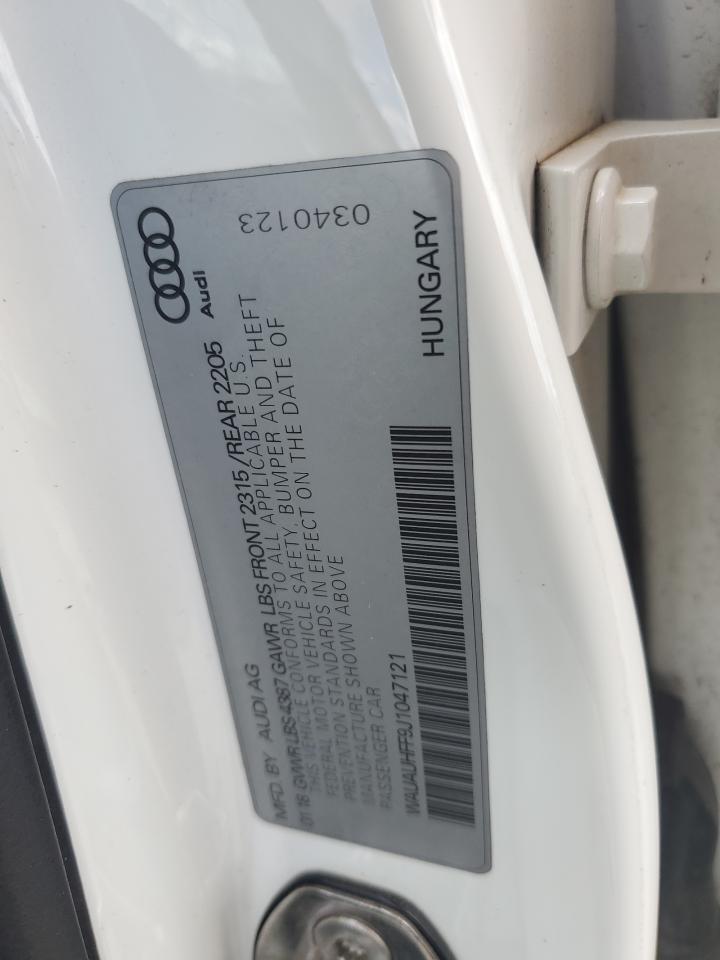 MFD. BY AUDI AG
01.18 GVWR LBS 4387 GAWR LBS FRONT 2315/REAR 2205
THIS VEHICLE CONFORMS TO ALL APPLICABLE U.S.
FEDERAL MOTOR VEHICLE SAFETY, BUMPER AND THEFT
PREVENTION STANDARDS IN EFFECT ON THE DATE OF
MANUFACTURE SHOWN ABOVE
PASSENGER CAR
WAUAUHFF9J1047121
Audi
0340123
HUNGARY